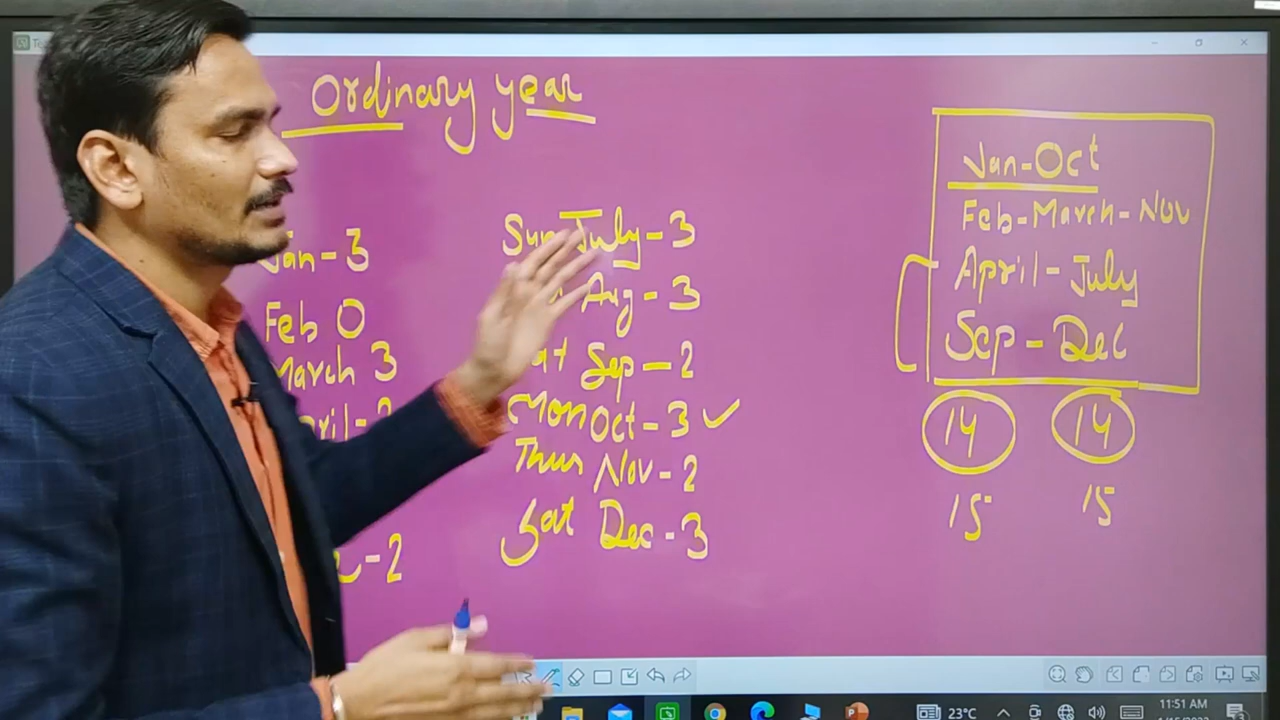 Ordinary year
Jan-3
Feb 0
March 3
-2
Sun July-3
Aug-3
Sep-2
Mon Oct-3 ✓
Thus Nov-2
Sat Dec-3
Jan-Oct
Feb-March-Nov
April-July
Sep-Dec
14 14
15 15
23°C
11:51 AM